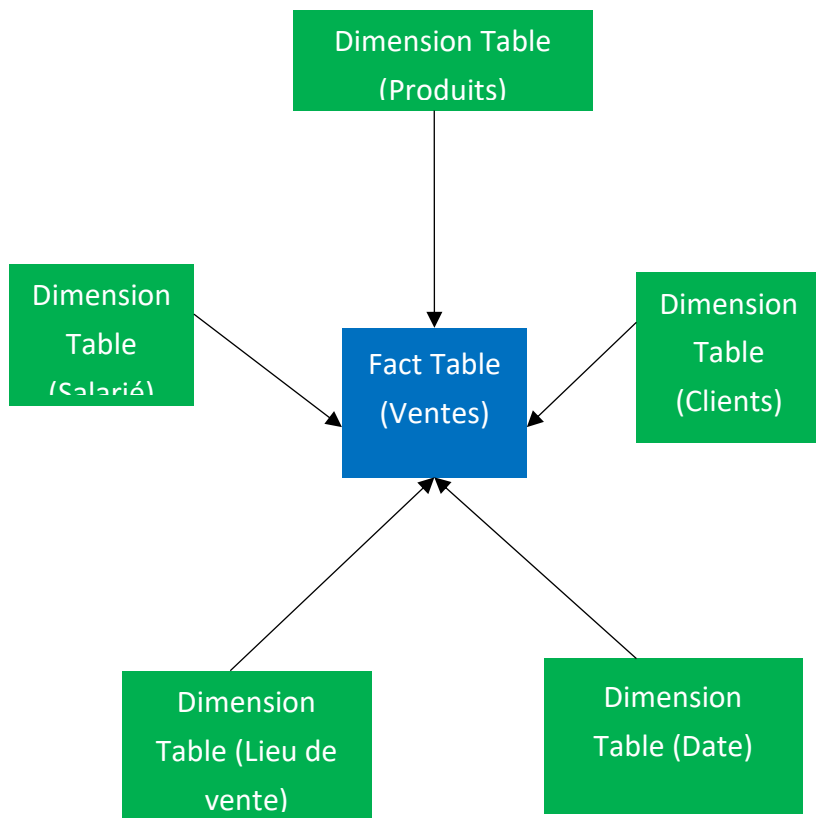 Dimension Table
(Produits)
Dimension
Table
(Salarié)
Fact Table
(Ventes)
Dimension
Table
(Clients)
Dimension
Table (Lieu de
vente)
Dimension
Table (Date)